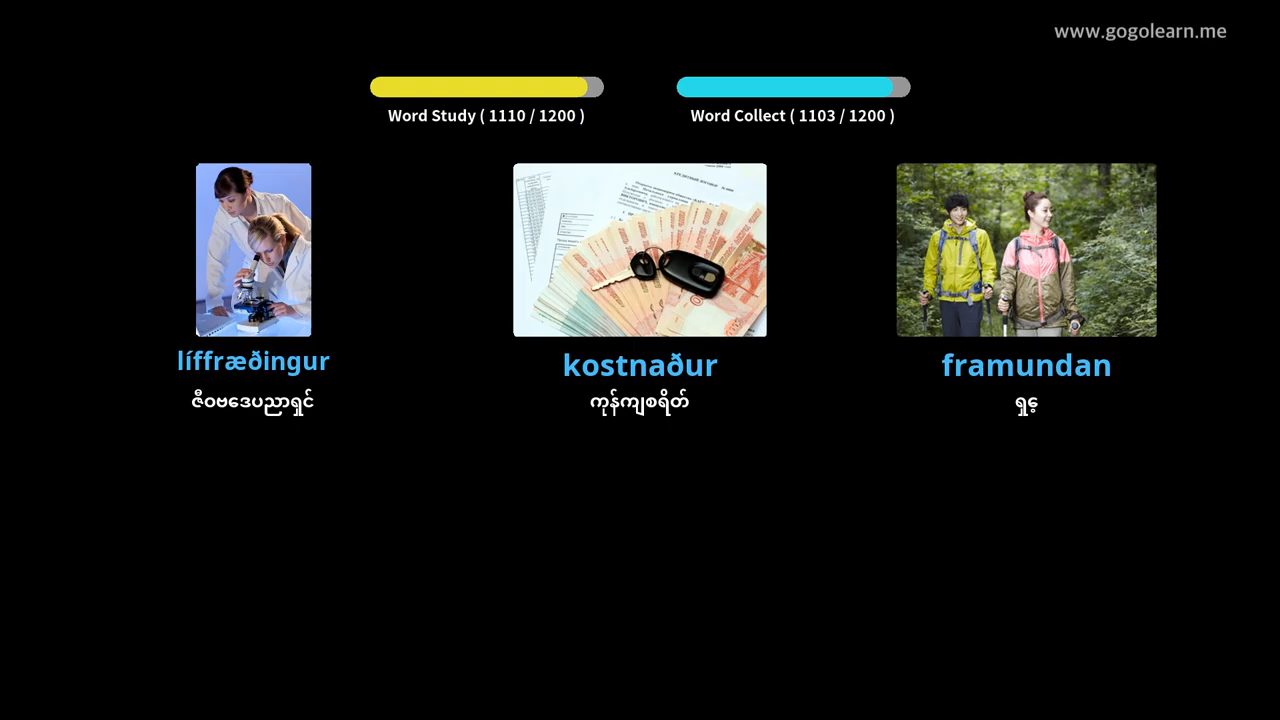 www.gogolearn.me
Word Study ( 1110 / 1200 )
Word Collect ( 1103 / 1200 )
líffræðingur
kostnaður
framundan
ဇီဝဗဒေပညာရှင်
ကုန်ကျစရိတ်
ရှေ့